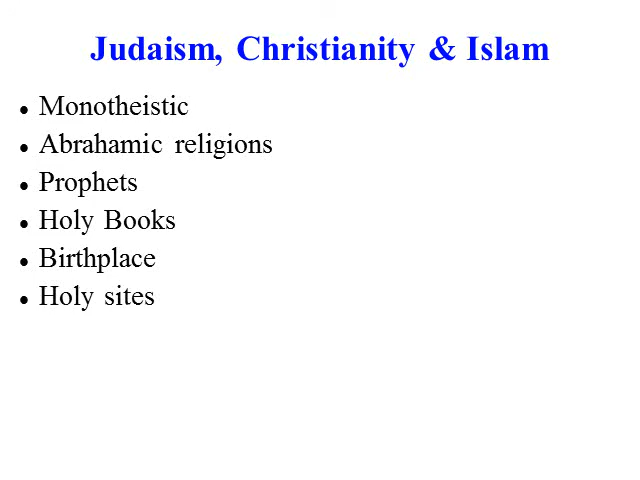 Judaism, Christianity & Islam
• Monotheistic
• Abrahamic religions
• Prophets
• Holy Books
• Birthplace
• Holy sites